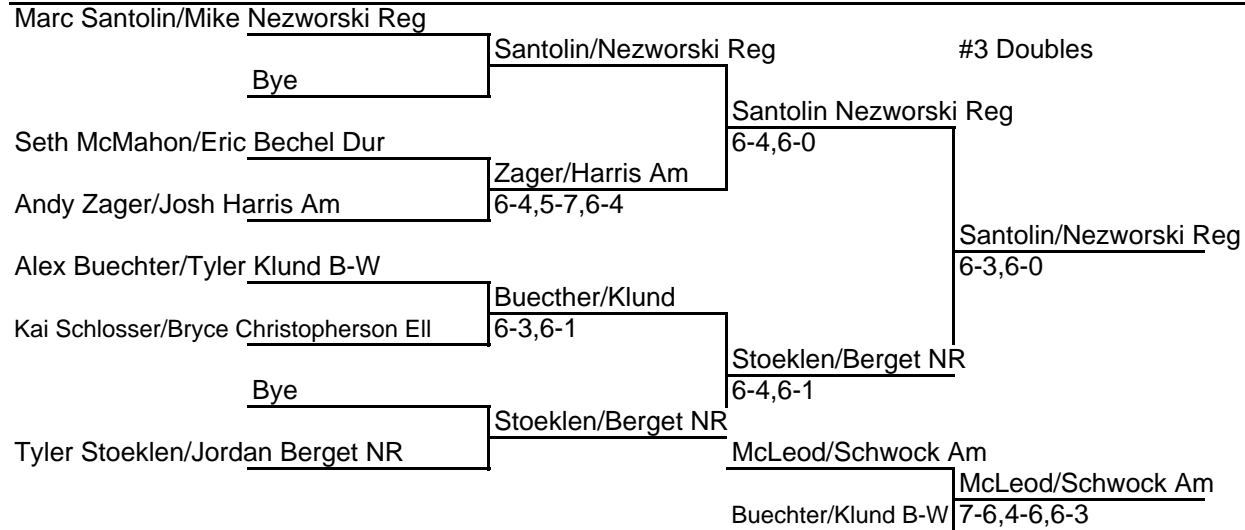 Marc Santolin/Mike Nezworski Reg
Santolin/Nezworski Reg
#3 Doubles
Bye
Santolin Nezworski Reg
Seth McMahon/Eric Bechel Dur
6-4,6-0
Zager/Harris Am
Andy Zager/Josh Harris Am
6-4,5-7,6-4
Santolin/Nezworski Reg
Alex Buechter/Tyler Klund B-W
6-3,6-0
Buecther/Klund
Kai Schlosser/Bryce Christopherson Ell
6-3,6-1
Stoeklen/Berget NR
Bye
6-4,6-1
Stoeklen/Berget NR
Tyler Stoeklen/Jordan Berget NR
McLeod/Schwock Am
McLeod/Schwock Am
Buechter/Klund B-W
7-6,4-6,6-3